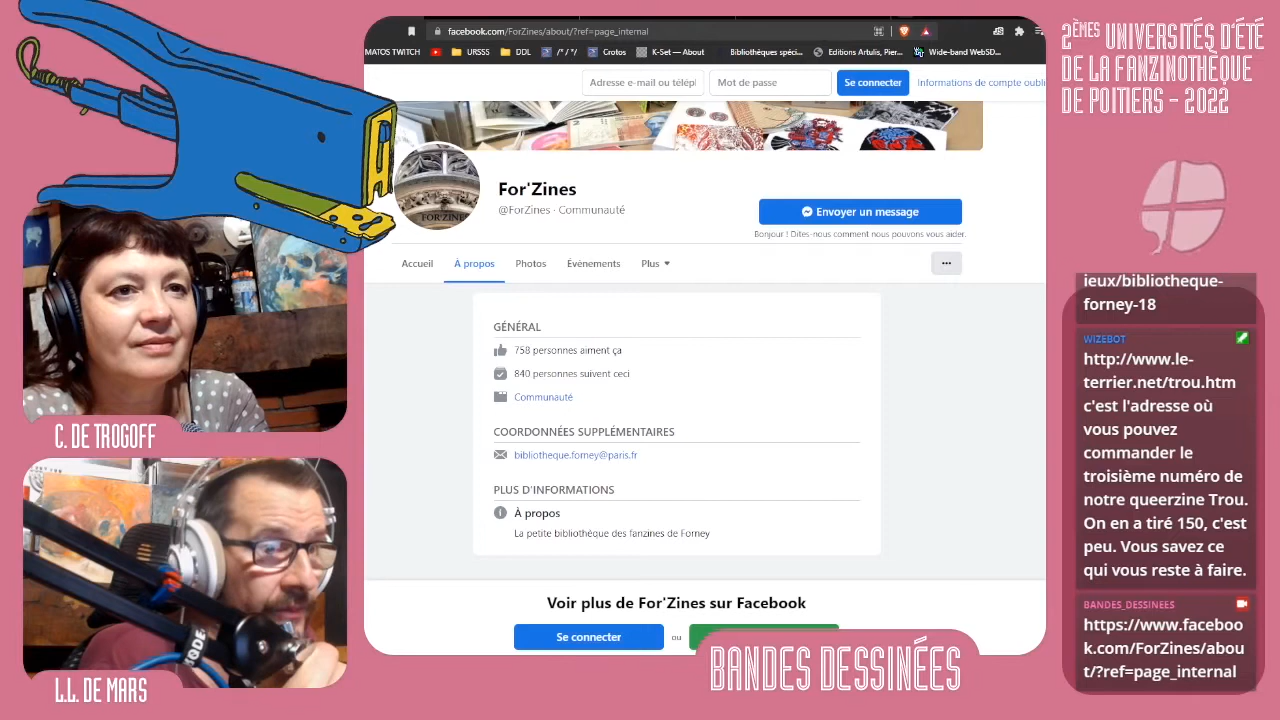 facebook.com/ForZines/about/?ref=page_internal
MATOS TWITCH URSSS DDL /*/ */ Crotos K-Set — About Bibliothèques spéci... Editions Artulis, Pier... Wide-band WebSD...
Adresse e-mail ou télépl Mot de passe Se connecter Informations de compte oubli
FOR'ZINES
For'Zines
@ForZines · Communauté
Envoyer un message
Bonjour ! Dites-nous comment nous pouvons vous aider.
Accueil À propos Photos Évènements Plus
GÉNÉRAL
758 personnes aiment ça
840 personnes suivent ceci
Communauté
COORDONNÉES SUPPLÉMENTAIRES
bibliotheque.forney@paris.fr
PLUS D'INFORMATIONS
À propos
La petite bibliothèque des fanzines de Forney
Voir plus de For'Zines sur Facebook
Se connecter ou
BANDES DESSINÉES
C. DE TROGOFF
L.L. DE MARS
2ÈMES UNIVERSITÉS D'ÉTÉ
DE LA FANZINOTHÈQUE
DE POITIERS - 2022
jeux/bibliotheque-
forney-18
WIZEBOT
http://www.le-
terrier.net/trou.htm
c'est l'adresse où
vous pouvez
commander le
troisième numéro de
notre queerzine Trou.
On en a tiré 150, c'est
peu. Vous savez ce
qui vous reste à faire.
BANDES_DESSINEES
https://www.faceboo
k.com/ForZines/abou
t/?ref=page_internal